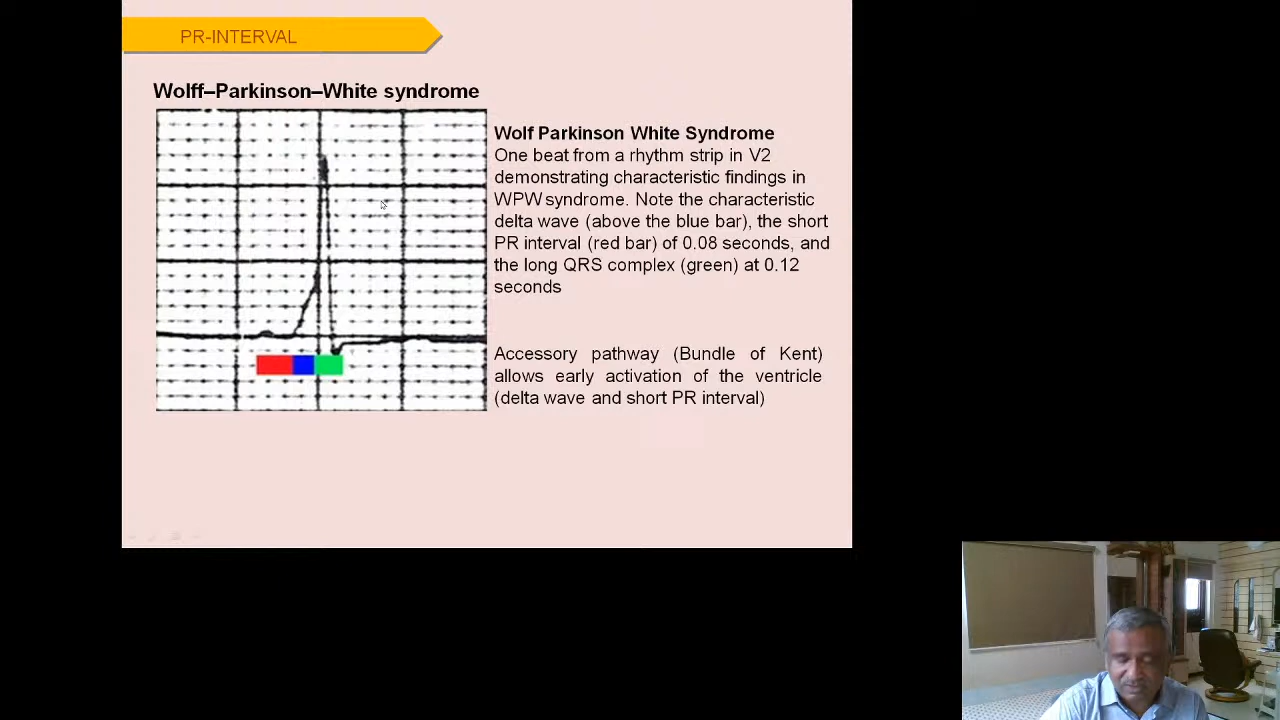 PR-INTERVAL
Wolff–Parkinson–White syndrome
Wolf Parkinson White Syndrome
One beat from a rhythm strip in V2
demonstrating characteristic findings in
WPW syndrome. Note the characteristic
delta wave (above the blue bar), the short
PR interval (red bar) of 0.08 seconds, and
the long QRS complex (green) at 0.12
seconds
Accessory pathway (Bundle of Kent)
allows early activation of the ventricle
(delta wave and short PR interval)